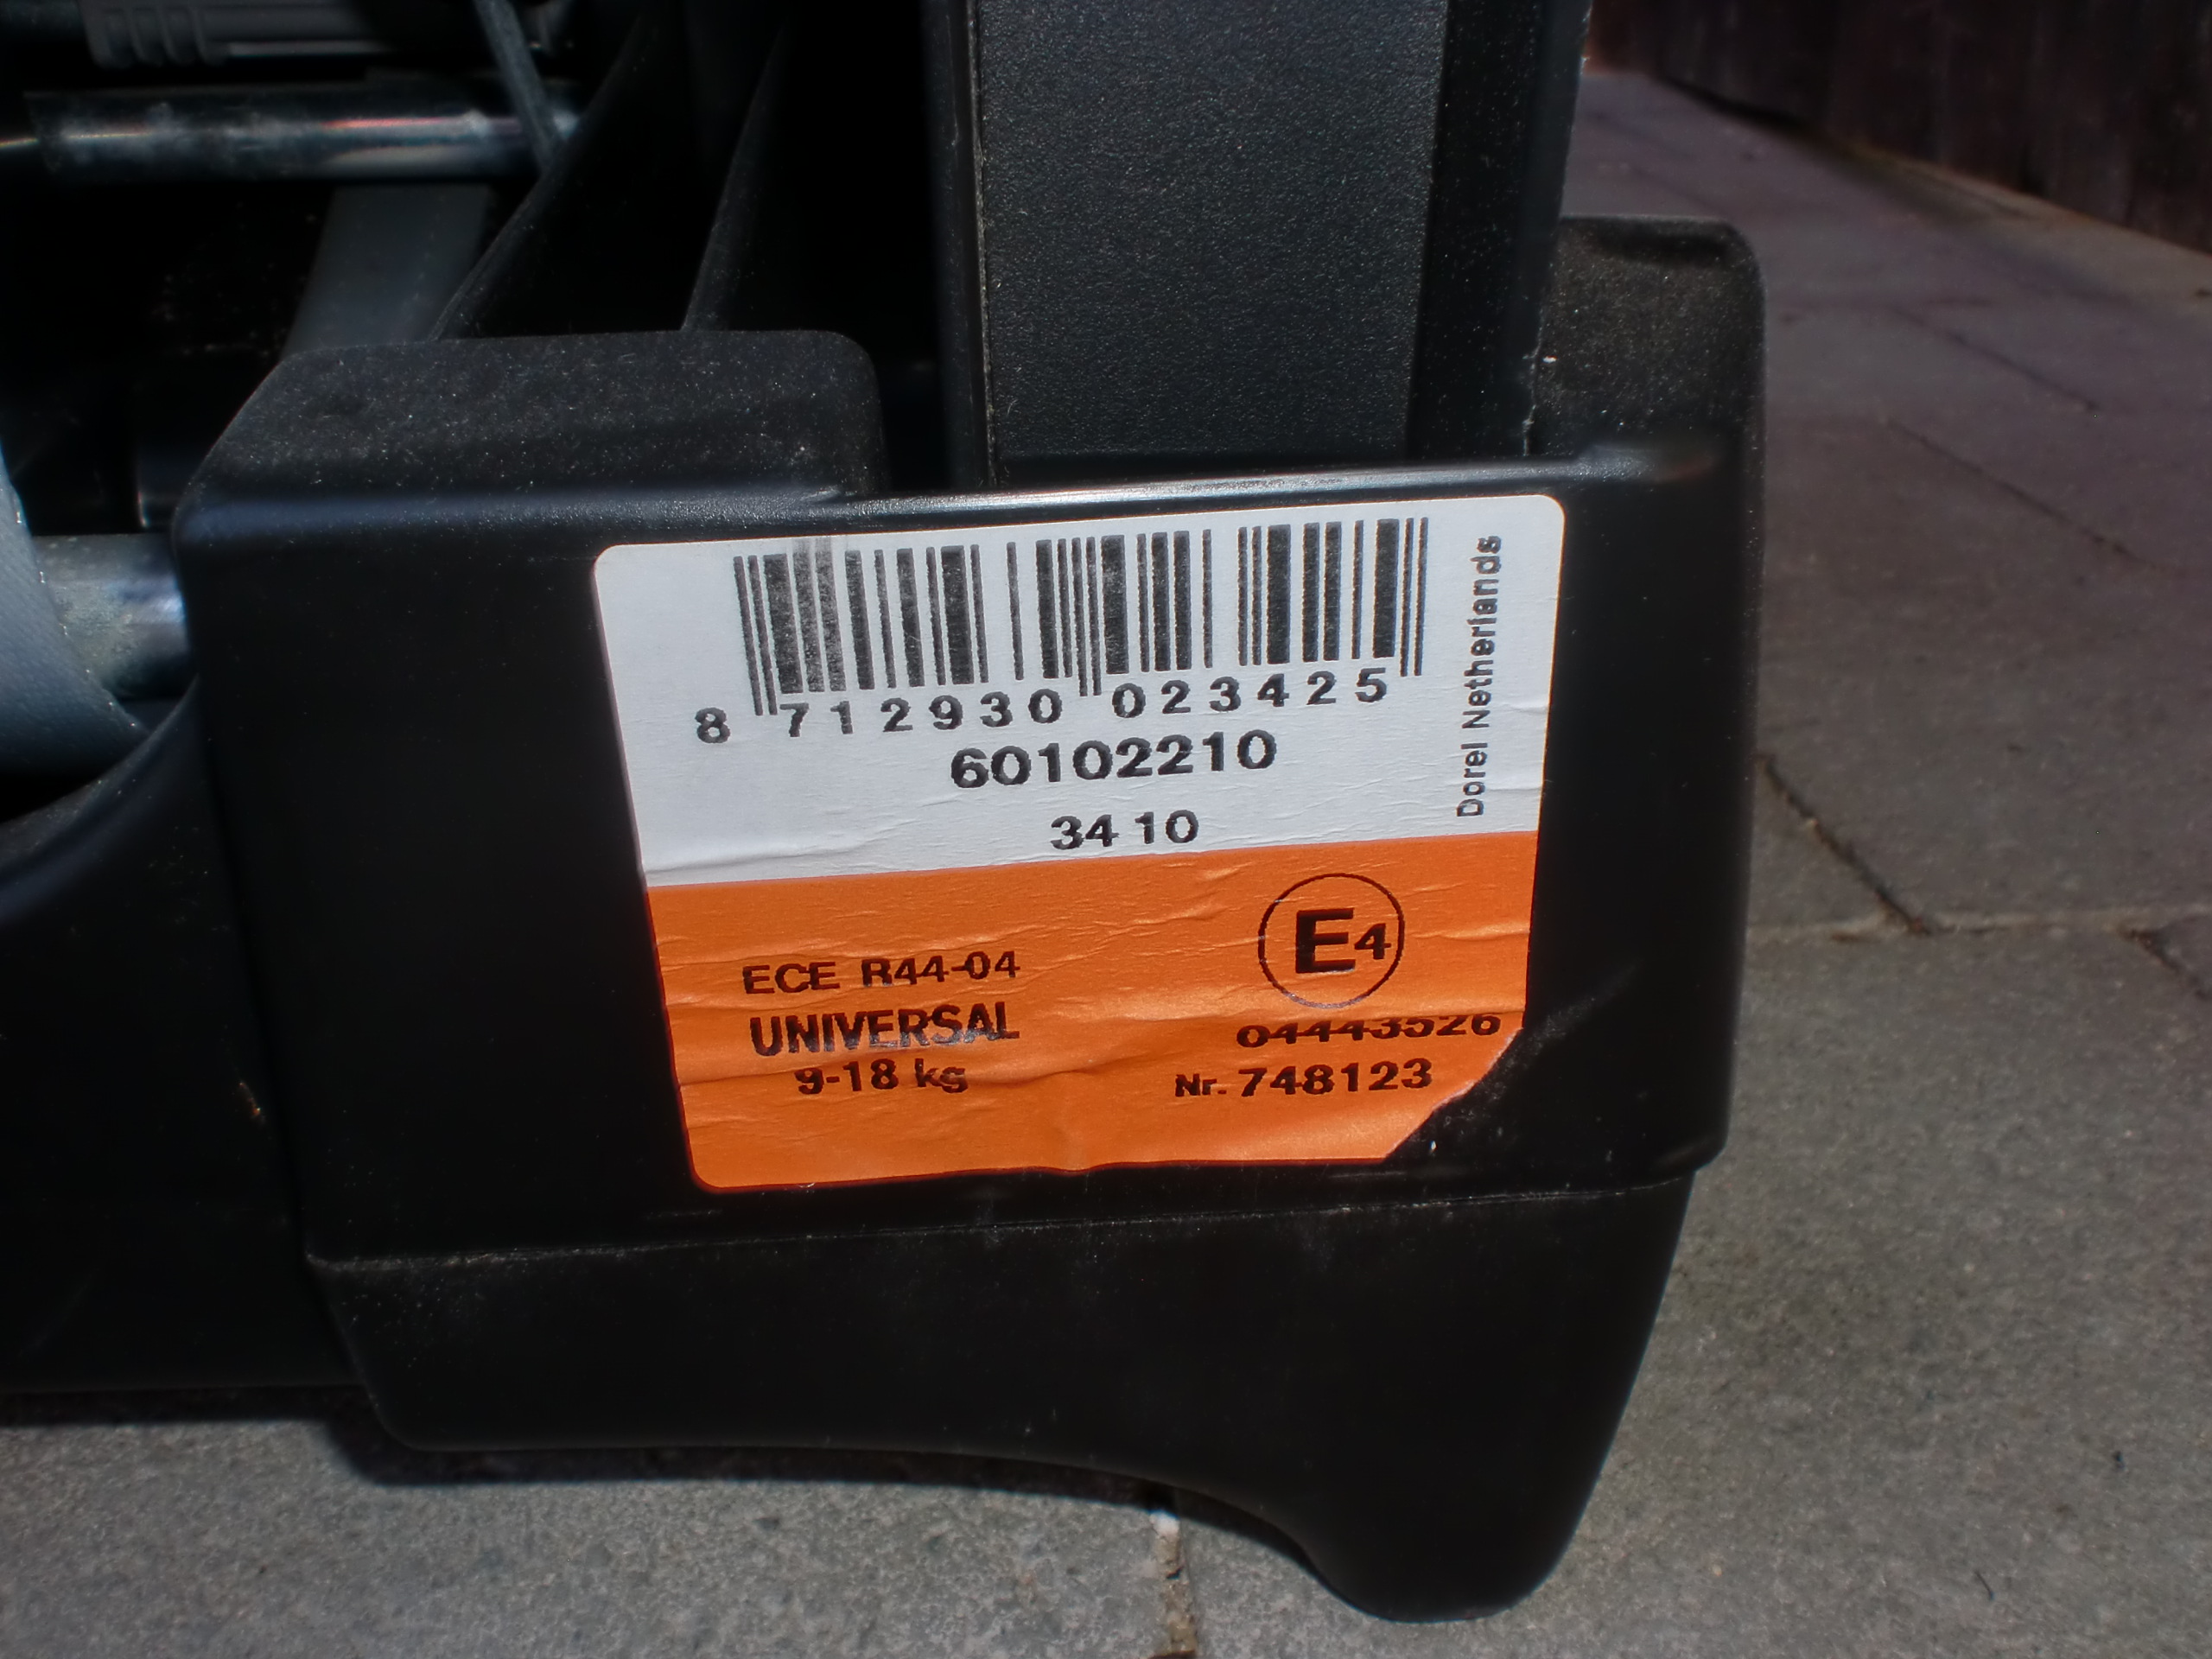 8 712930 023425
60102210
34 10
Dorel Netherlands
ECE R44-04
UNIVERSAL
9-18 kg
E4
04443526
Nr. 748123